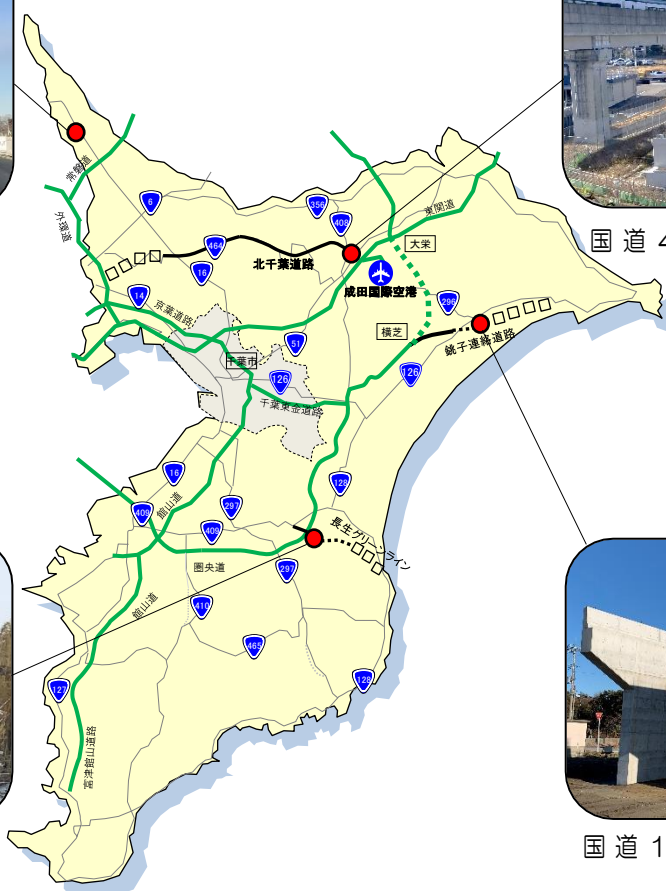 常磐道
外環道
6
356
408
東関道
大栄
国道4
464
北千葉道路
16
成田国際空港
14
京葉道路
296
横芝
銚子連絡道路
51
千葉市
126
126
千葉東金道路
16
館山道
128
297
409
409
長生グリーンライン
圏央道
297
410
館山道
465
128
127
富津館山道路
国道1